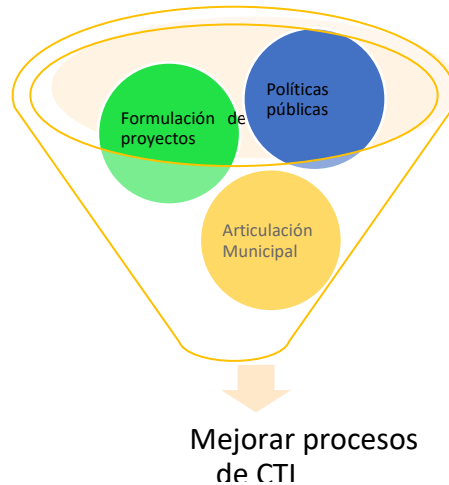 Políticas
públicas
Formulación de
proyectos
Articulación
Municipal
Mejorar procesos
de CTI